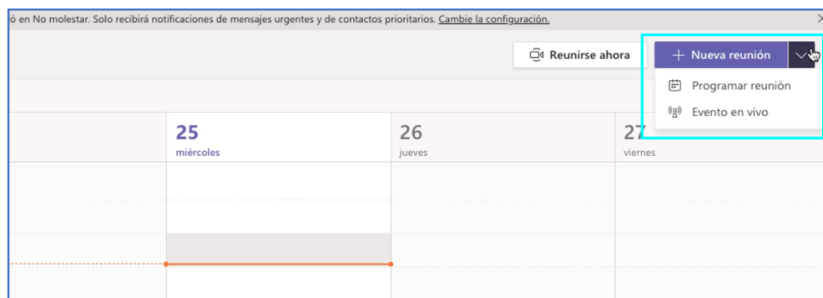 ó en No molestar. Solo recibirá notificaciones de mensajes urgentes y de contactos prioritarios. Cambie la configuración.
Reunirse ahora
+ Nueva reunión
Programar reunión
Evento en vivo
25
miércoles
26
jueves
27
viernes